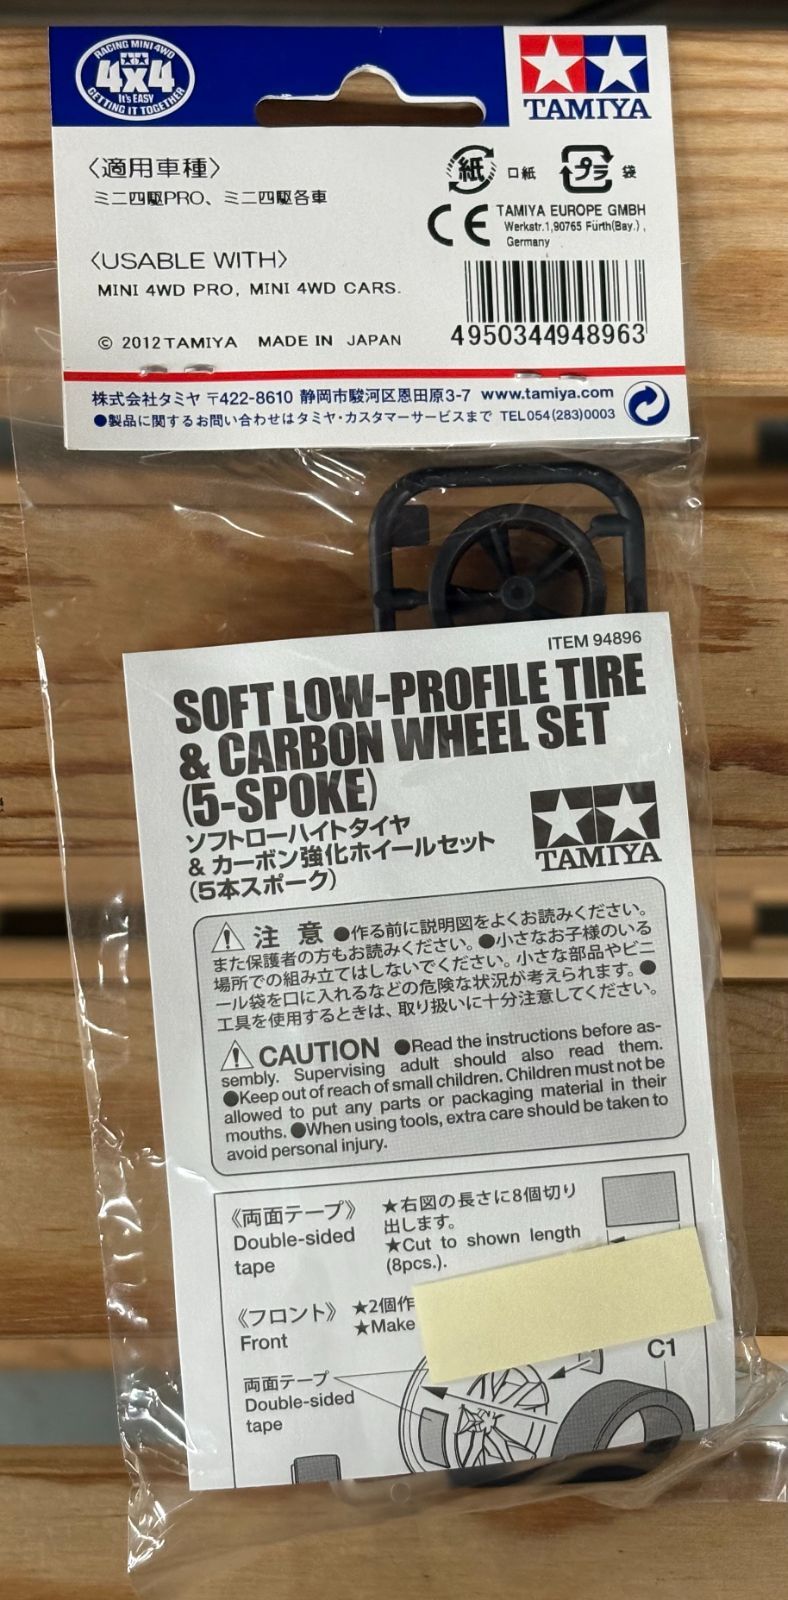 RACING MINI 4WD
4x4
It's EASY
GETTING IT TOGETHER
TAMIYA
〈適用車種〉
ミニ四駆PRO、ミニ四駆各車
〈USABLE WITH〉
MINI 4WD PRO, MINI 4WD CARS.
© 2012 TAMIYA MADE IN JAPAN
紙 口紙 プラ 袋
CE TAMIYA EUROPE GMBH
Werkstr.1,90765 Fürth(Bay.),
Germany
4950344948963
株式会社タミヤ 〒422-8610 静岡市駿河区恩田原3-7 www.tamiya.com
●製品に関するお問い合わせはタミヤ・カスタマーサービスまで TEL054(283)0003
ITEM 94896
SOFT LOW-PROFILE TIRE
& CARBON WHEEL SET
(5-SPOKE)
ソフトローハイトタイヤ
& カーボン強化ホイールセット
(5本スポーク)
TAMIYA
注意 ●作る前に説明図をよくお読みください。
また保護者の方もお読みください。●小さなお子様のいる
場所での組み立てはしないでください。小さな部品やビニ
ール袋を口に入れるなどの危険な状況が考えられます。●
工具を使用するときは、取り扱いに十分注意してください。
CAUTION ●Read the instructions before as-
sembly. Supervising adult should also read them.
●Keep out of reach of small children. Children must not be
allowed to put any parts or packaging material in their
mouths. ●When using tools, extra care should be taken to
avoid personal injury.
《両面テープ》
Double-sided
tape
★右図の長さに8個切り
出します。
★Cut to shown length
(8pcs.).
《フロント》
Front
★2個作
★Make
両面テープ
Double-sided
tape
C1